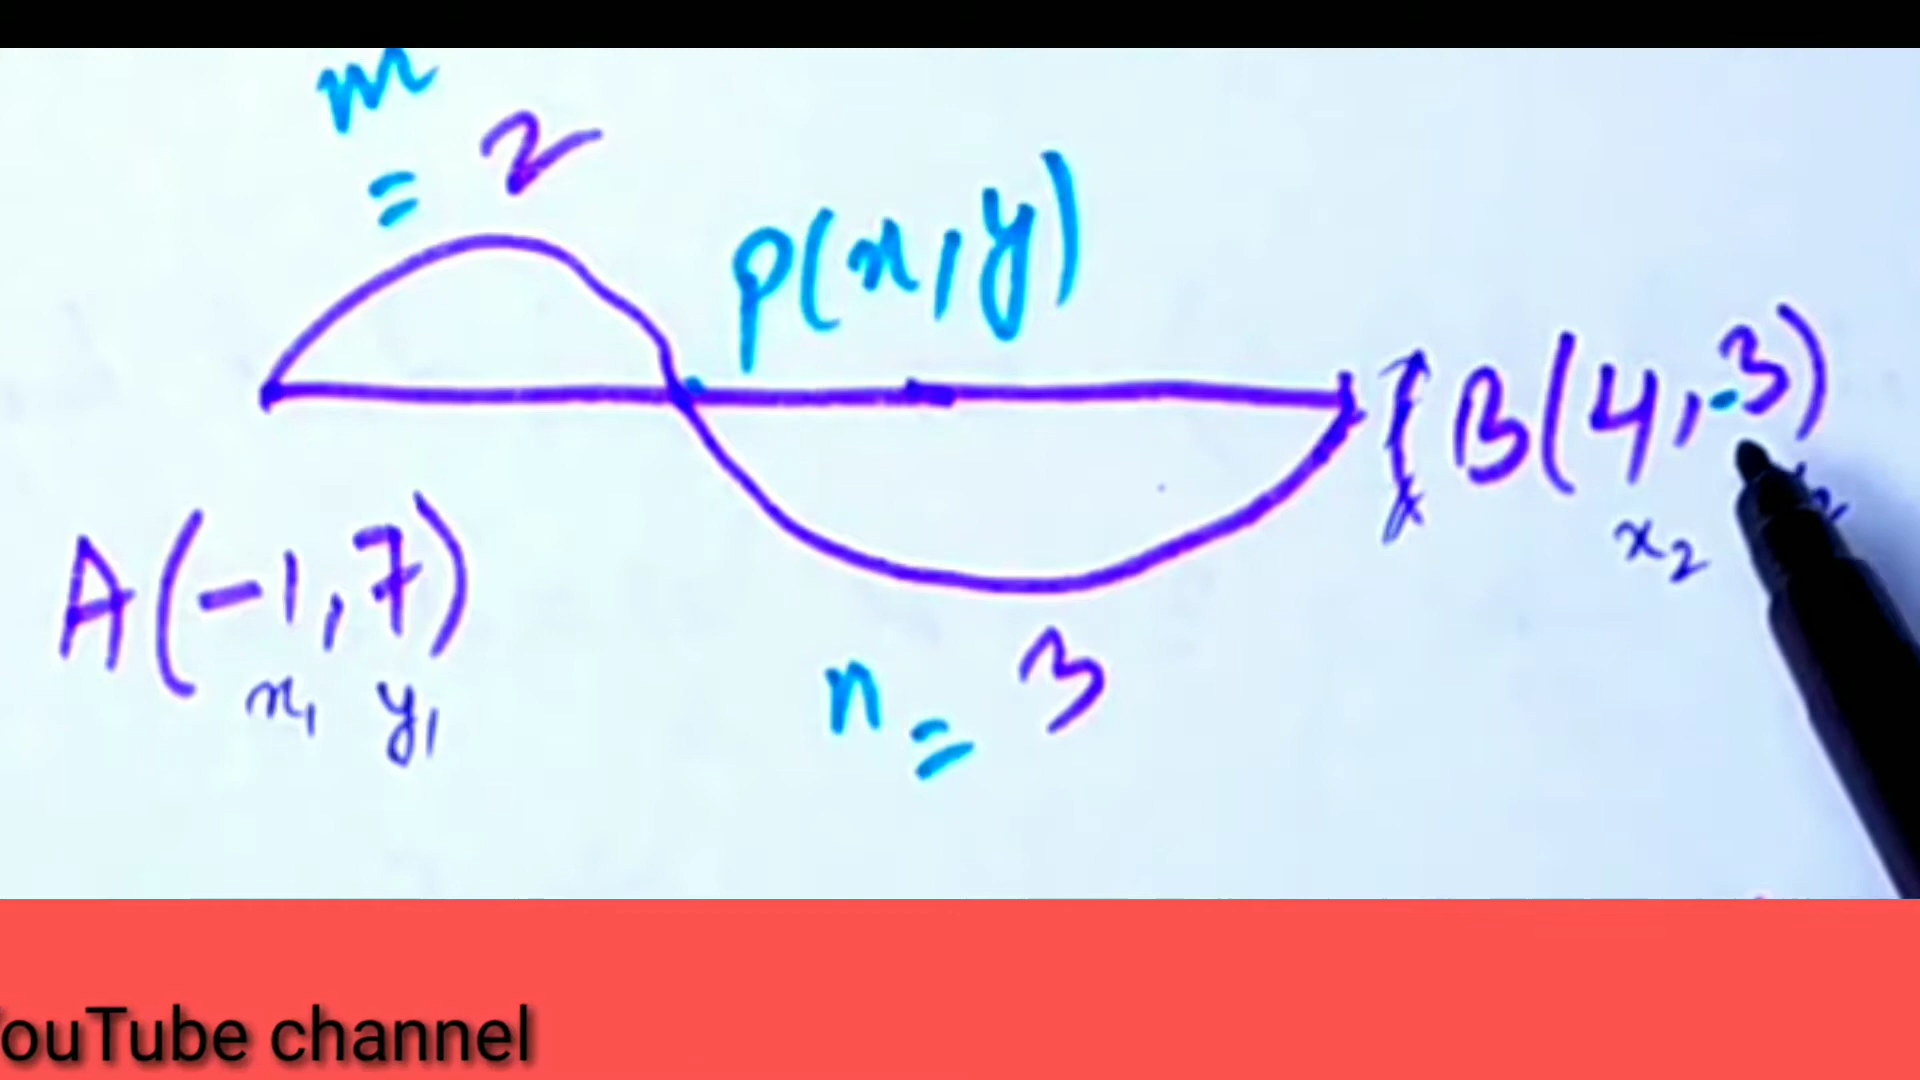 m
= 2
P(x,y)
B(4,-3)
x₂
A(-1,7)
x₁ y₁
n = 3
ouTube channel